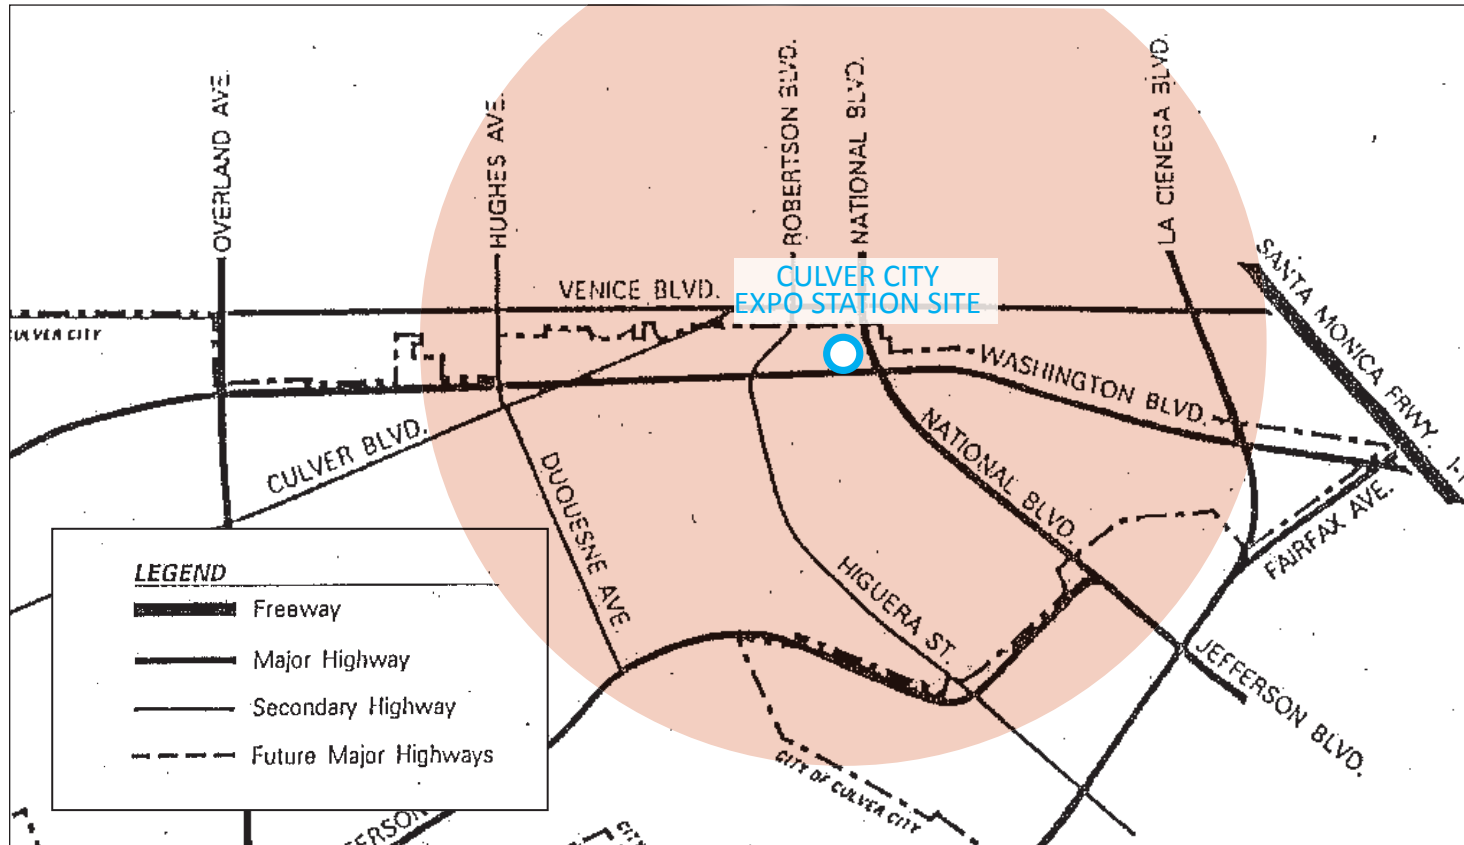 OVERLAND AVE.
HUGHES AVE.
ROBERTSON BLVD.
NATIONAL BLVD.
LA CIENEGA BLVD.
SANTA MONICA FRWY.
CULVER CITY
EXPO STATION SITE
VENICE BLVD.
WASHINGTON BLVD.
CULVER BLVD.
DUQUESNE AVE.
NATIONAL BLVD.
HIGUERA ST.
FAIRFAX AVE.
JEFFERSON BLVD.
CITY OF CULVER CITY
CITY
LEGEND
Freeway
Major Highway
Secondary Highway
Future Major Highways